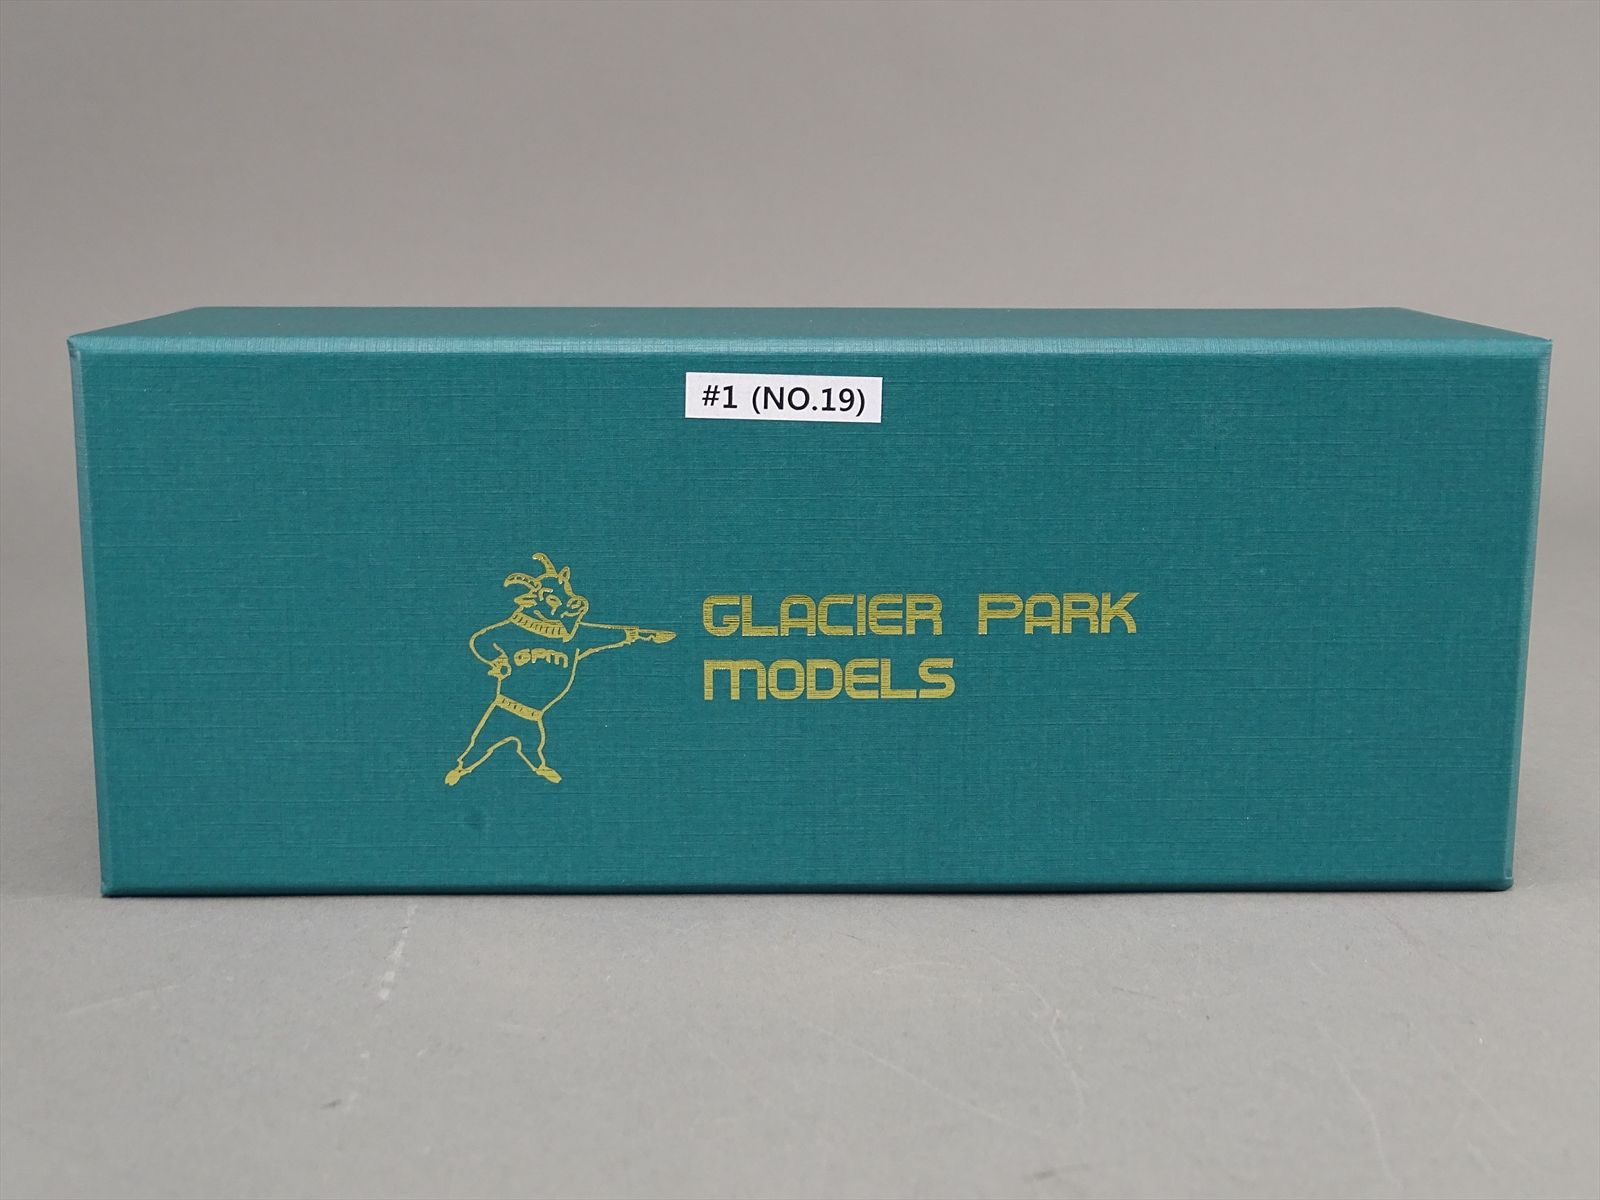 #1 (NO.19)
GPM
GLACIER PARK
MODELS